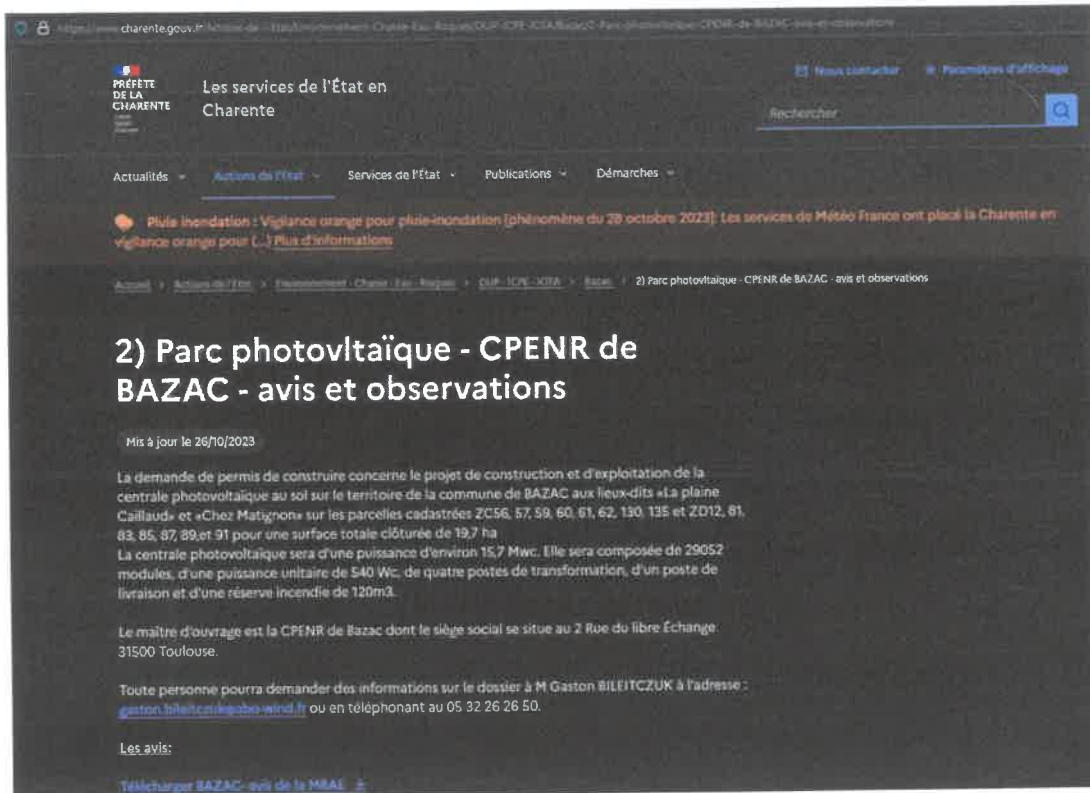 charente.gouv.fr
PRÉFÈTE
DE LA
CHARENTE
Les services de l'État en
Charente
Nous contacter Paramètres d'affichage
Rechercher
Actualités Actions de l'État Services de l'État Publications Démarches
Pluie inondation : Vigilance orange pour pluie-inondation [phénomène du 28 octobre 2023]: Les services de Météo France ont placé la Charente en
vigilance orange pour (...) Plus d'informations
Accueil > Actions de l'État > Environnement - Chasse - Eau - Risques > DUP - ICPE - IOTA > Bazac > 2) Parc photovltaïque - CPENR de BAZAC - avis et observations
2) Parc photovltaïque - CPENR de
BAZAC - avis et observations
Mis à jour le 26/10/2023
La demande de permis de construire concerne le projet de construction et d'exploitation de la
centrale photovoltaïque au sol sur le territoire de la commune de BAZAC aux lieux-dits «La plaine
Caillaud» et «Chez Matignon» sur les parcelles cadastrées ZC56, 57, 59, 60, 61, 62, 130, 135 et ZD12, 81,
83, 85, 87, 89,et 91 pour une surface totale clôturée de 19,7 ha
La centrale photovoltaïque sera d'une puissance d'environ 15,7 Mwc. Elle sera composée de 29052
modules, d'une puissance unitaire de 540 Wc, de quatre postes de transformation, d'un poste de
livraison et d'une réserve incendie de 120m3.
Le maître d'ouvrage est la CPENR de Bazac dont le siège social se situe au 2 Rue du libre Échange
31500 Toulouse.
Toute personne pourra demander des informations sur le dossier à M Gaston BILEITCZUK à l'adresse :
gaston.bileitczuk@abo-wind.fr ou en téléphonant au 05 32 26 26 50.
Les avis:
Télécharger BAZAC- avis de la MRAE